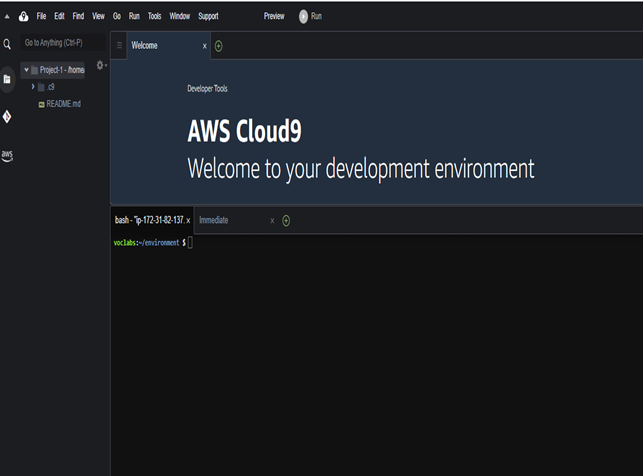 File Edit Find View Go Run Tools Window Support Preview Run
Go to Anything (Ctrl-P)
Welcome x
Project-1 - /home/
.c9
README.md
aws
Developer Tools
AWS Cloud9
Welcome to your development environment
bash - "ip-172-31-82-137. x Immediate x
voclabs:~/environment $